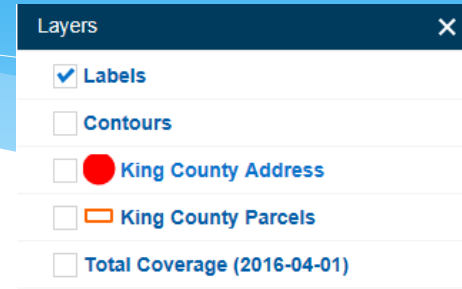 Layers
Labels
Contours
King County Address
King County Parcels
Total Coverage (2016-04-01)